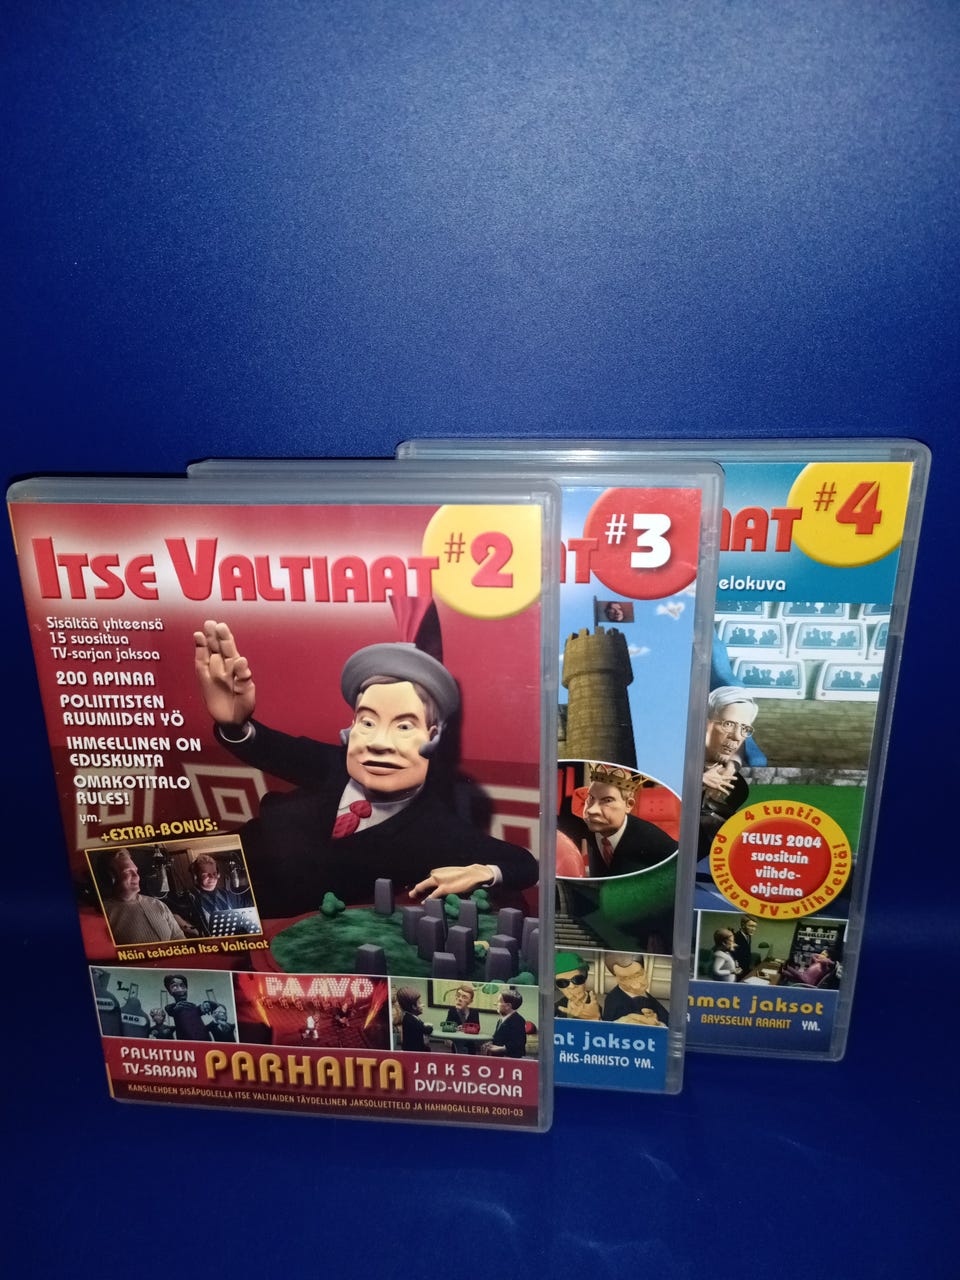 ITSE VALTIAAT #2
Sisältää yhteensä
15 suosittua
TV-sarjan jaksoa
200 APINAA
POLIITTISTEN
RUUMIIDEN YÖ
IHMEELLINEN ON
EDUSKUNTA
OMAKOTITALO
RULES!
ym.
+EXTRA-BONUS:
Näin tehdään Itse Valtiaat
PAAVO
PALKITUN
TV-SARJAN
PARHAITA
JAKSOJA
DVD-VIDEONA
KANSILEHDEN SISÄPUOLELLA ITSE VALTIAIDEN TÄYDELLINEN JAKSOLUETTELO JA HAHMOGALLERIA 2001-03
AT #3
at jaksot
ÄKS-ARKISTO YM.
AAT #4
elokuva
4 tuntia
palkittua TV-viihdettä!
TELVIS 2004
suosituin
viihde-
ohjelma
mmat jaksot
A BRYSSELIN RAAKIT YM.